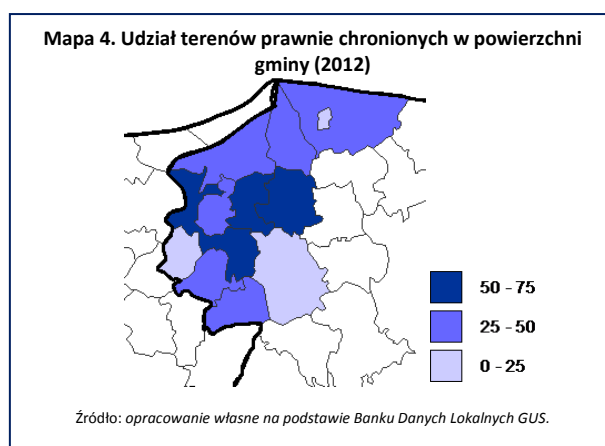 Mapa 4. Udział terenów prawnie chronionych w powierzchni
gminy (2012)
50 - 75
25 - 50
0 - 25
Źródło: opracowanie własne na podstawie Banku Danych Lokalnych GUS.